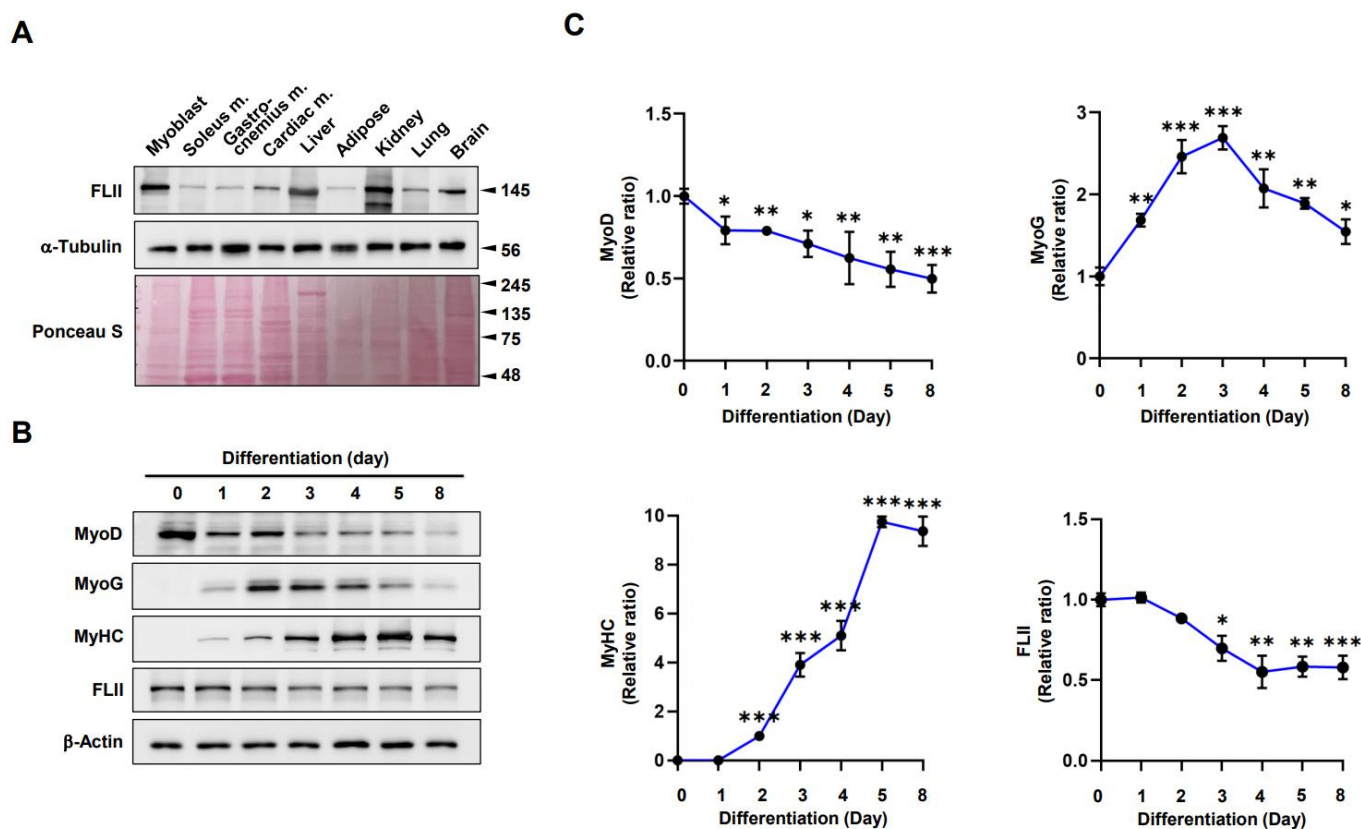 A
Myoblast
Soleus m.
Gastro-
cnemius m.
Cardiac m.
Liver
Adipose
Kidney
Lung
Brain
FLII
145
α-Tubulin
56
Ponceau S
245
135
75
48
B
Differentiation (day)
0 1 2 3 4 5 8
MyoD
MyoG
MyHC
FLII
β-Actin
C
MyoD
(Relative ratio)
1.5
1.0
0.5
0.0
* ** * ** ** ***
0 1 2 3 4 5 8
Differentiation (Day)
MyoG
(Relative ratio)
3
2
1
0
** *** *** ** ** *
0 1 2 3 4 5 8
Differentiation (Day)
MyHC
(Relative ratio)
10
8
6
4
2
0
*** *** *** *** ***
0 1 2 3 4 5 8
Differentiation (Day)
FLII
(Relative ratio)
1.5
1.0
0.5
0.0
* ** ** ***
0 1 2 3 4 5 8
Differentiation (Day)